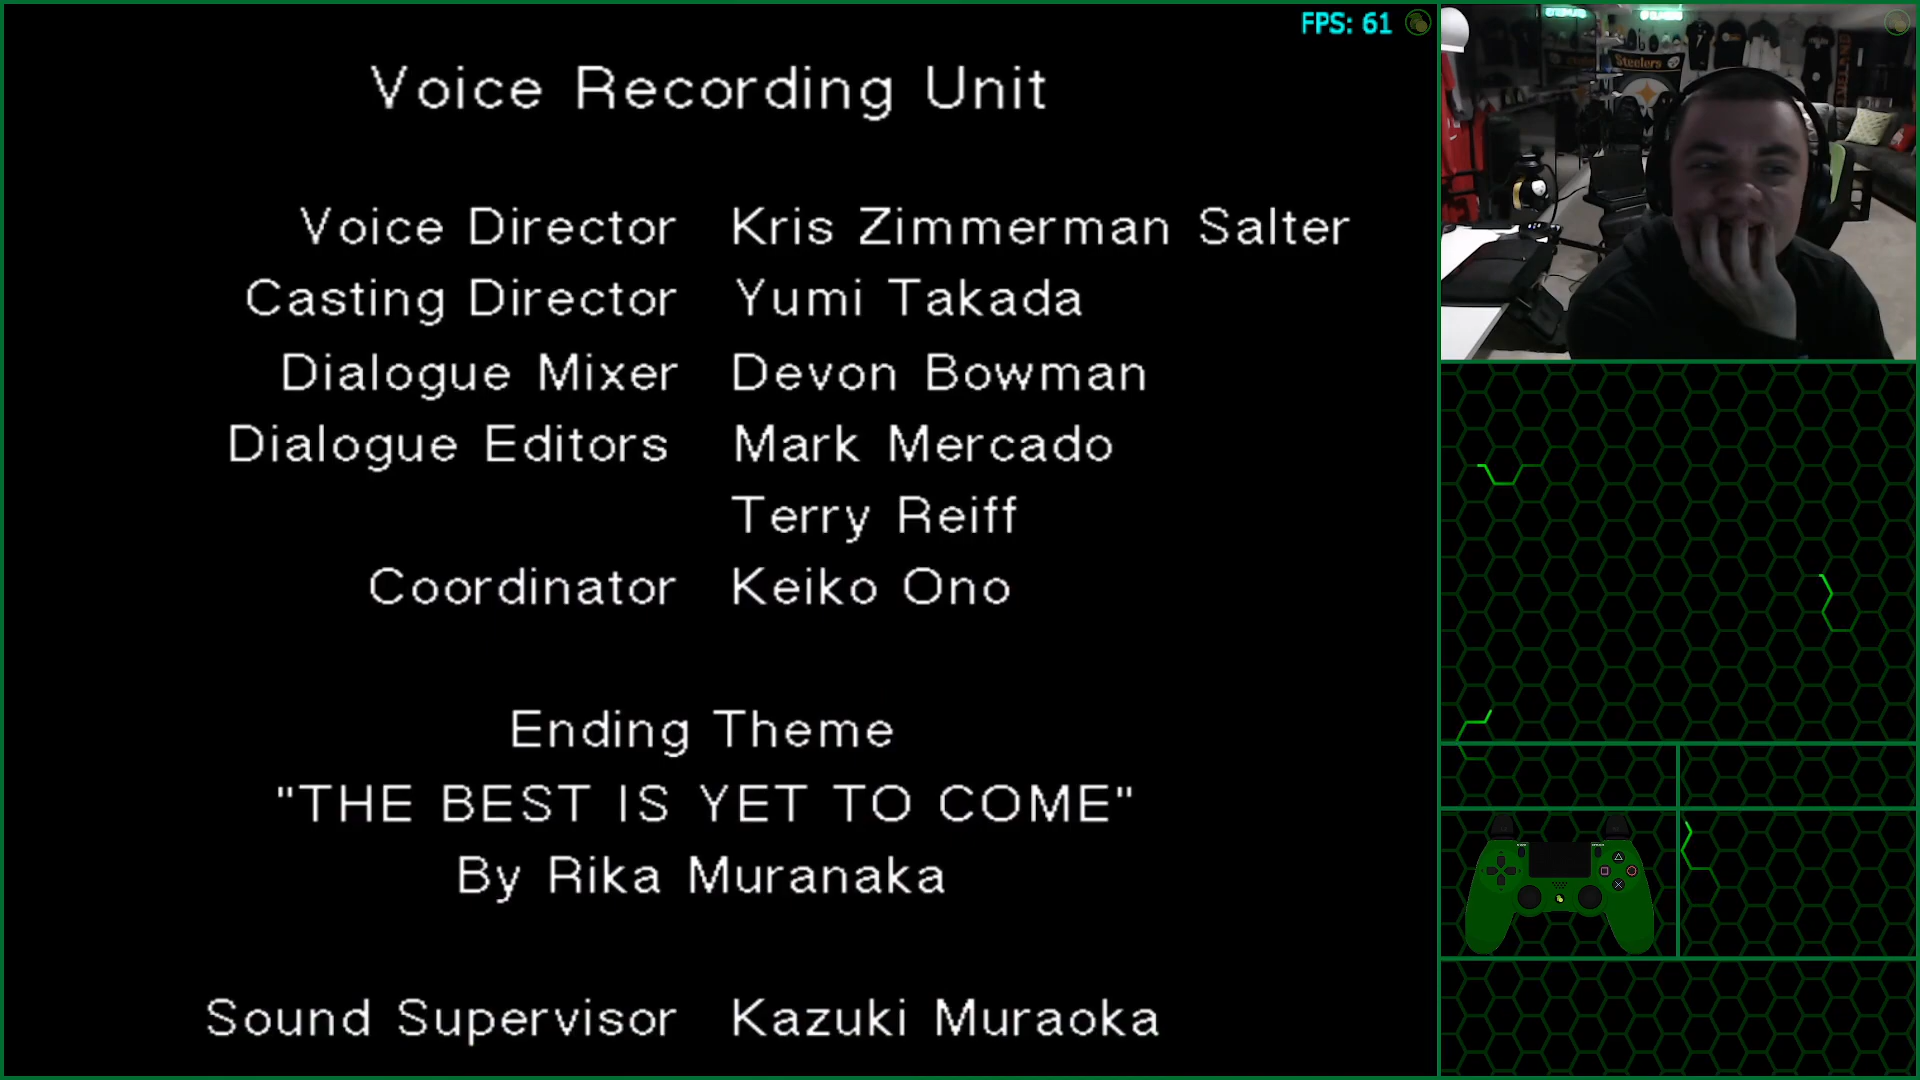 FPS: 61
Voice Recording Unit
Voice Director Kris Zimmerman Salter
Casting Director Yumi Takada
Dialogue Mixer Devon Bowman
Dialogue Editors Mark Mercado
Terry Reiff
Coordinator Keiko Ono
Ending Theme
"THE BEST IS YET TO COME"
By Rika Muranaka
Sound Supervisor Kazuki Muraoka
Steelers